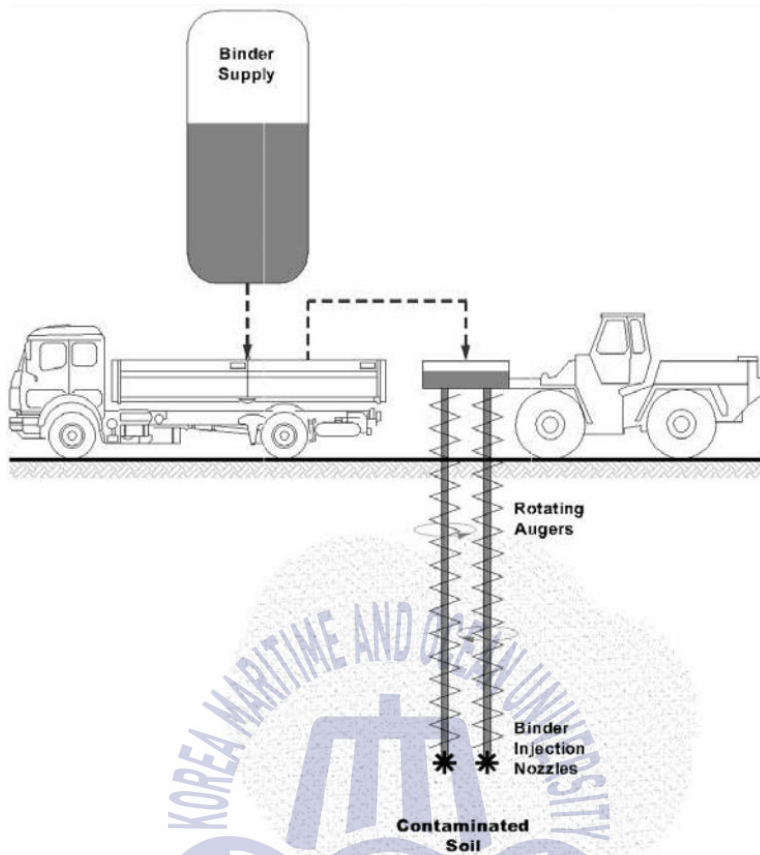 Binder
Supply
Rotating
Augers
KOREA MARITIME AND OCEAN UNIVERSITY
Binder
Injection
Nozzles
Contaminated
Soil